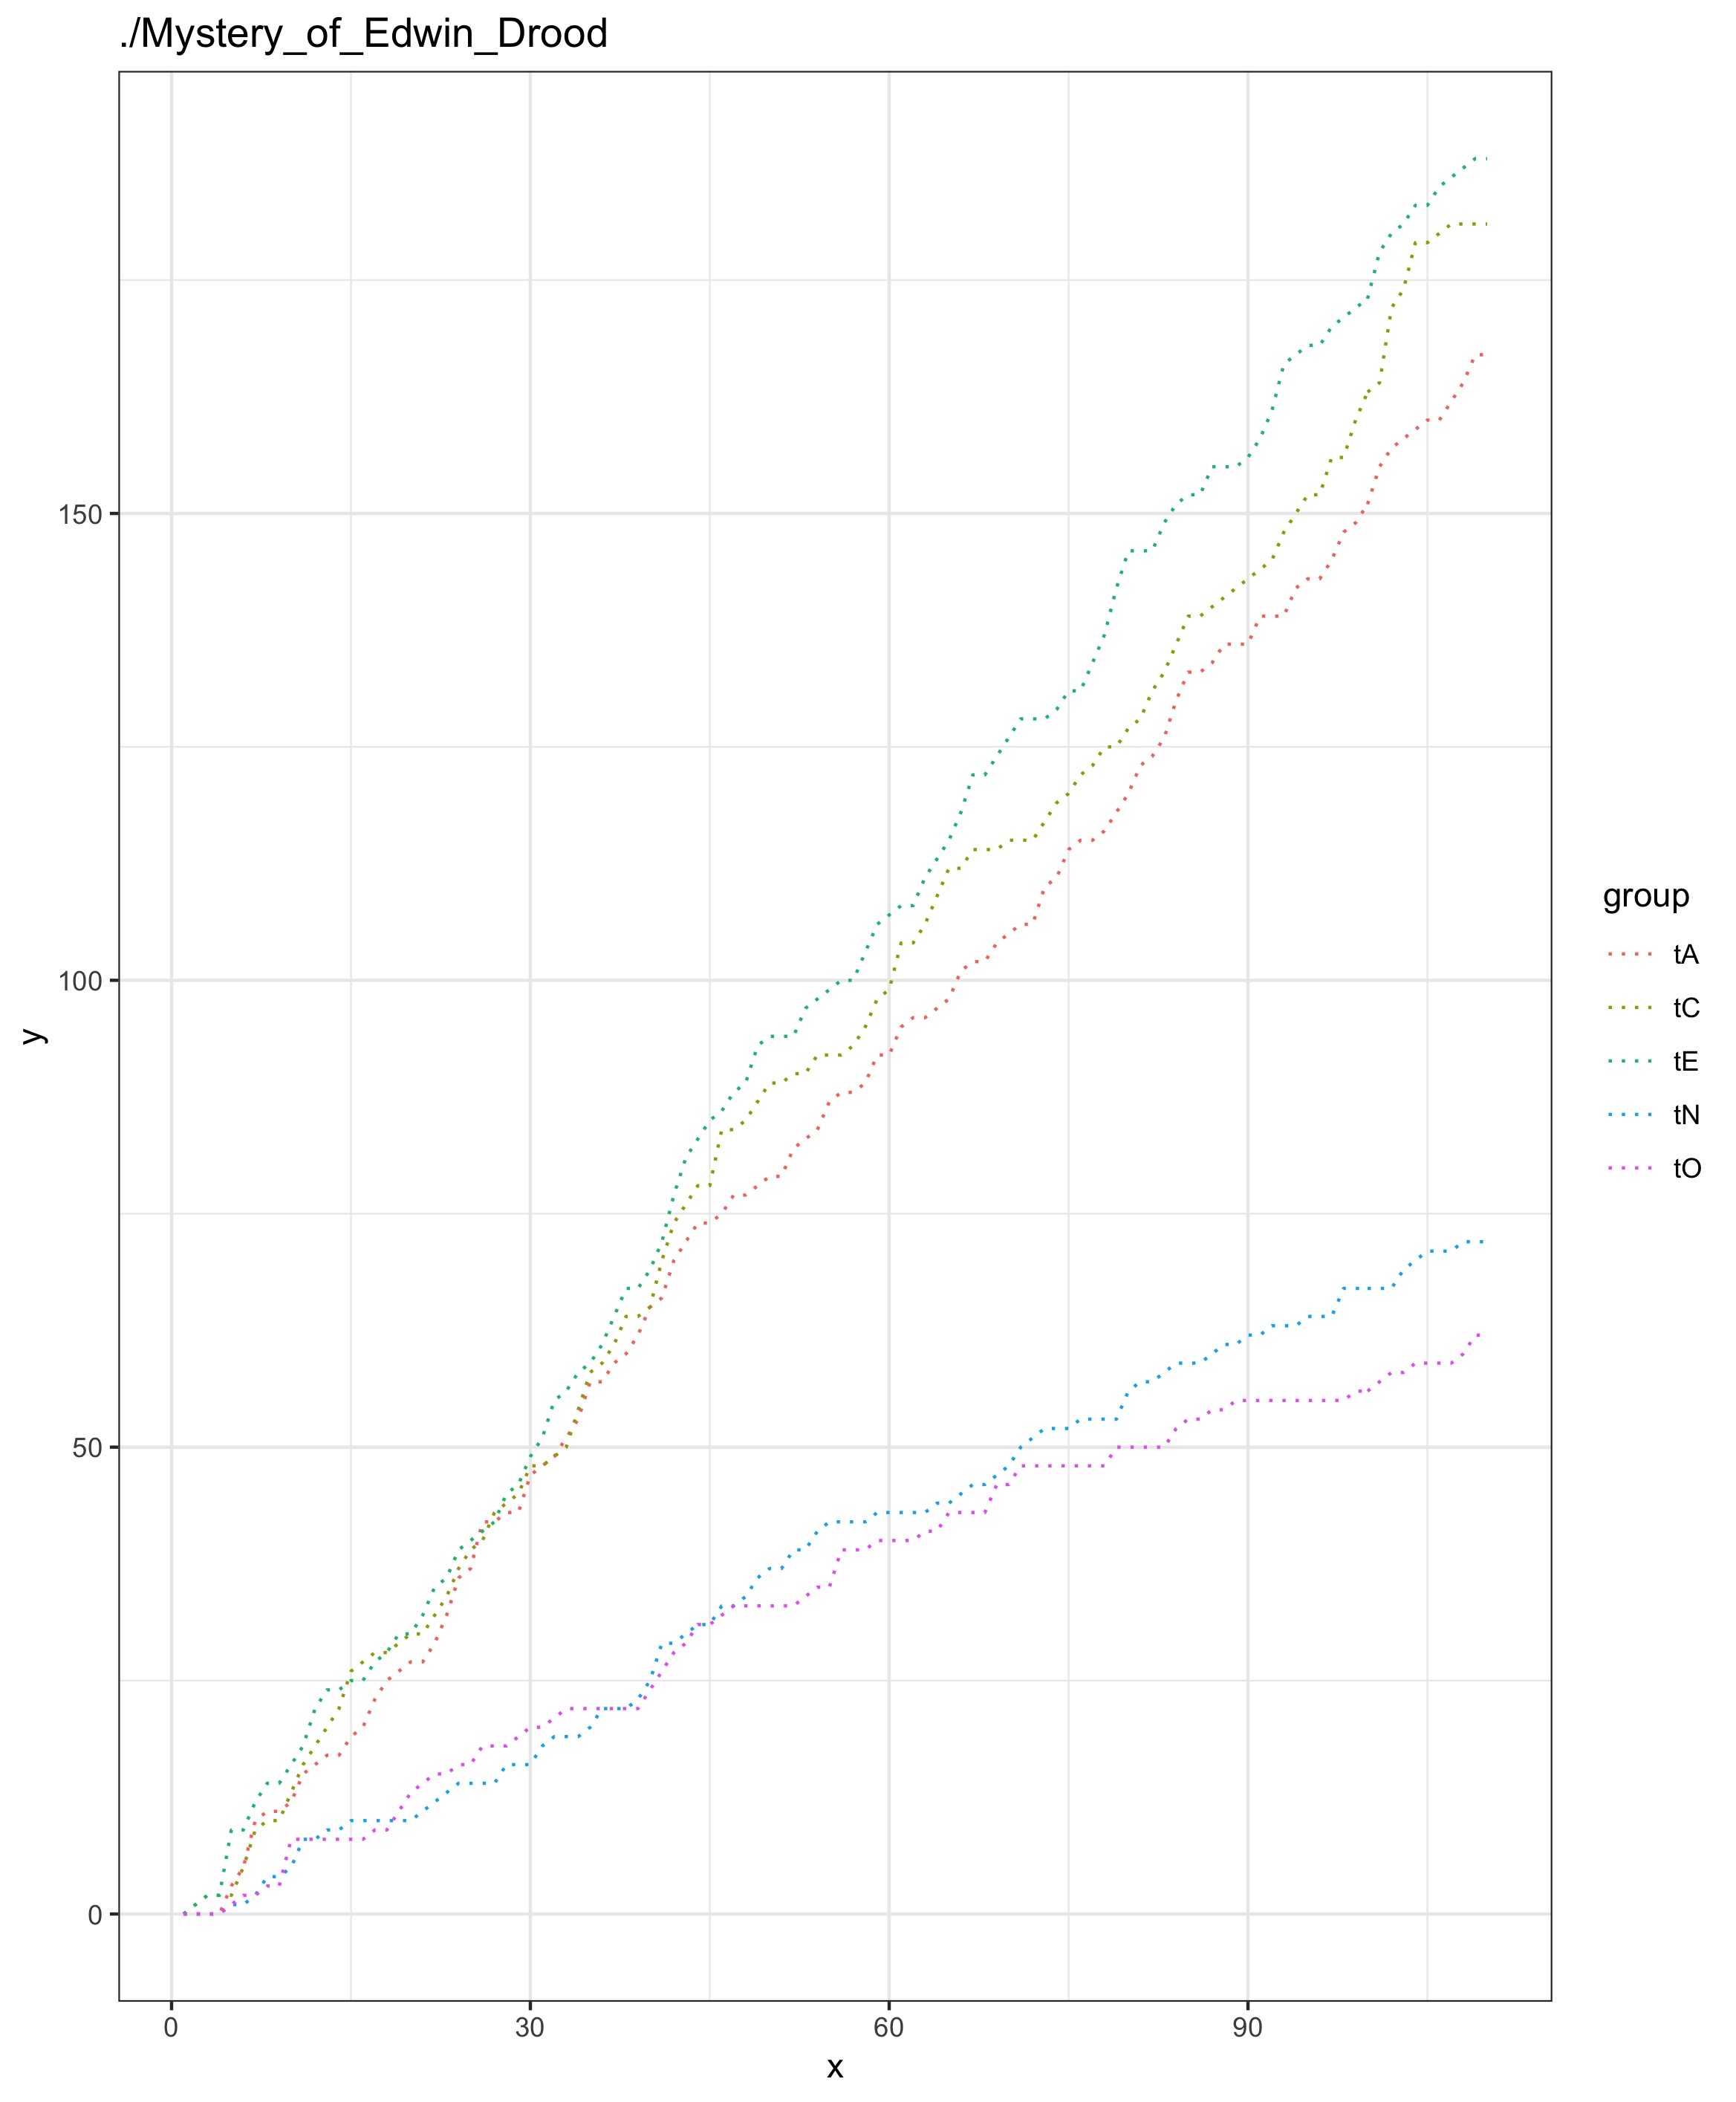 ./Mystery_of_Edwin_Drood
150
100
50
0
y
0 30 60 90
x
group
tA
tC
tE
tN
tO